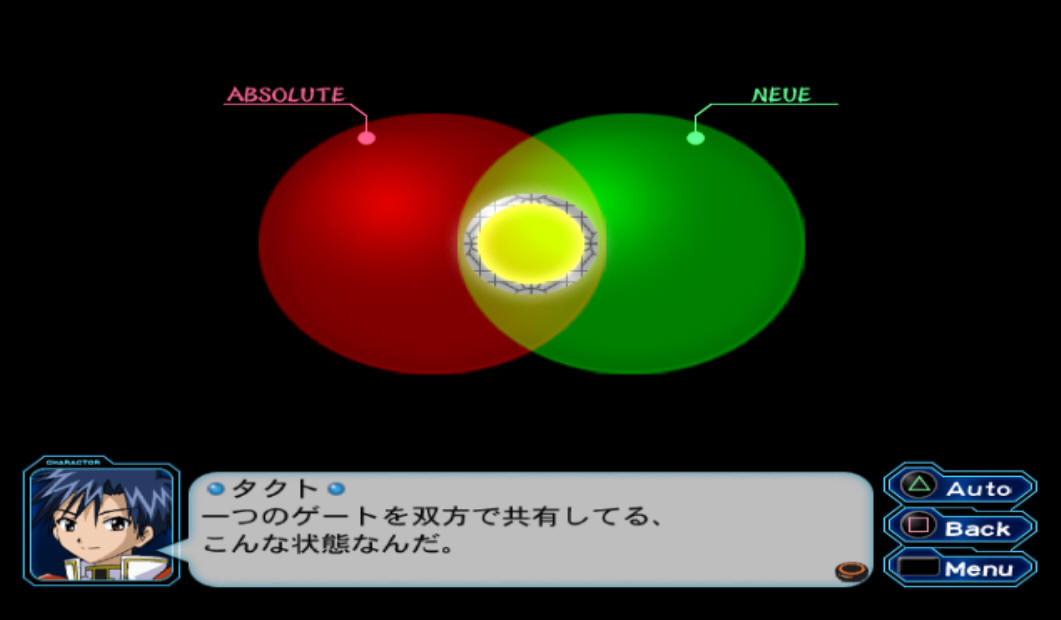 ABSOLUTE
NEUE
CHARACTOR
タクト
一つのゲートを双方で共有してる、
こんな状態なんだ。
Auto
Back
Menu